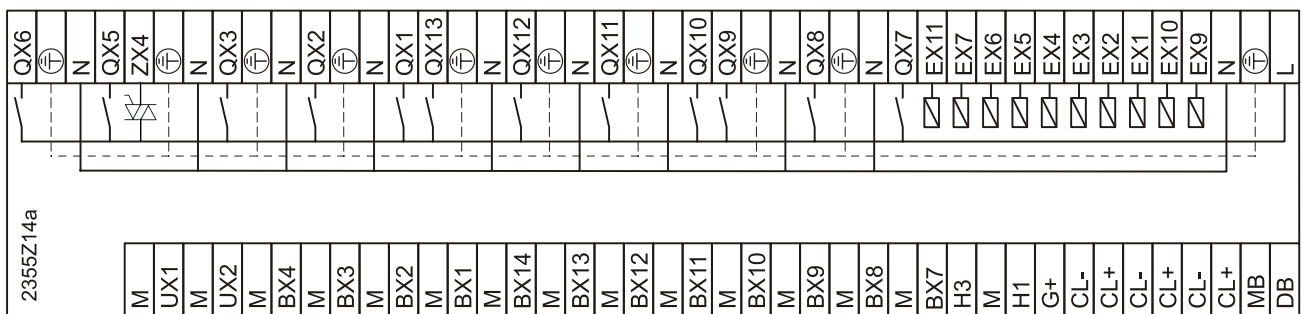 QX6 N QX5 ZX4 N QX3 N QX2 N QX1 QX13 N QX12 N QX11 N QX10 QX9 N QX8 N QX7 EX11 EX7 EX6 EX5 EX4 EX3 EX2 EX1 EX10 EX9 N L
2355Z14a
M UX1 M UX2 M BX4 M BX3 M BX2 M BX1 M BX14 M BX13 M BX12 M BX11 M BX10 M BX9 M BX8 M BX7 H3 M H1 G+ CL- CL+ CL- CL+ CL- CL+ MB DB